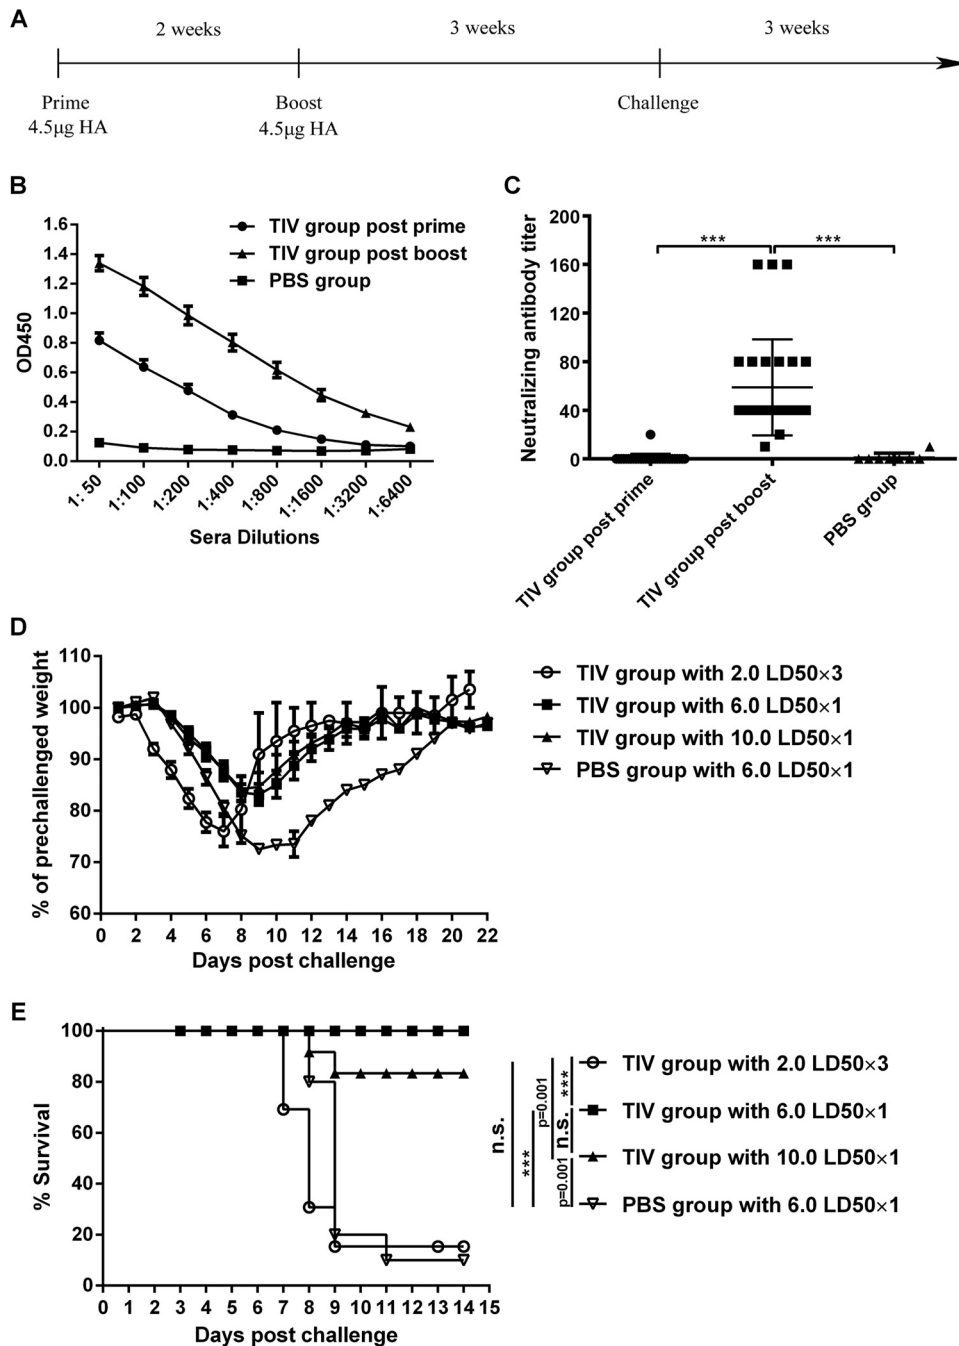 A
2 weeks 3 weeks 3 weeks
Prime Boost Challenge
4.5µg HA 4.5µg HA
B
1.6
1.4
1.2
1.0
0.8
0.6
0.4
0.2
0.0
OD450
TIV group post prime
TIV group post boost
PBS group
1: 50 1:100 1:200 1:400 1:800 1:1600 1:3200 1:6400
Sera Dilutions
C
200
160
120
80
40
0
Neutralizing antibody titer
*** ***
TIV group post prime
TIV group post boost
PBS group
D
110
100
90
80
70
60
% of prechallenged weight
0 2 4 6 8 10 12 14 16 18 20 22
Days post challenge
TIV group with 2.0 LD50×3
TIV group with 6.0 LD50×1
TIV group with 10.0 LD50×1
PBS group with 6.0 LD50×1
E
100
80
60
40
20
0
% Survival
0 1 2 3 4 5 6 7 8 9 10 11 12 13 14 15
Days post challenge
n.s.
***
p=0.001
***
n.s.
p=0.001
TIV group with 2.0 LD50×3
TIV group with 6.0 LD50×1
TIV group with 10.0 LD50×1
PBS group with 6.0 LD50×1